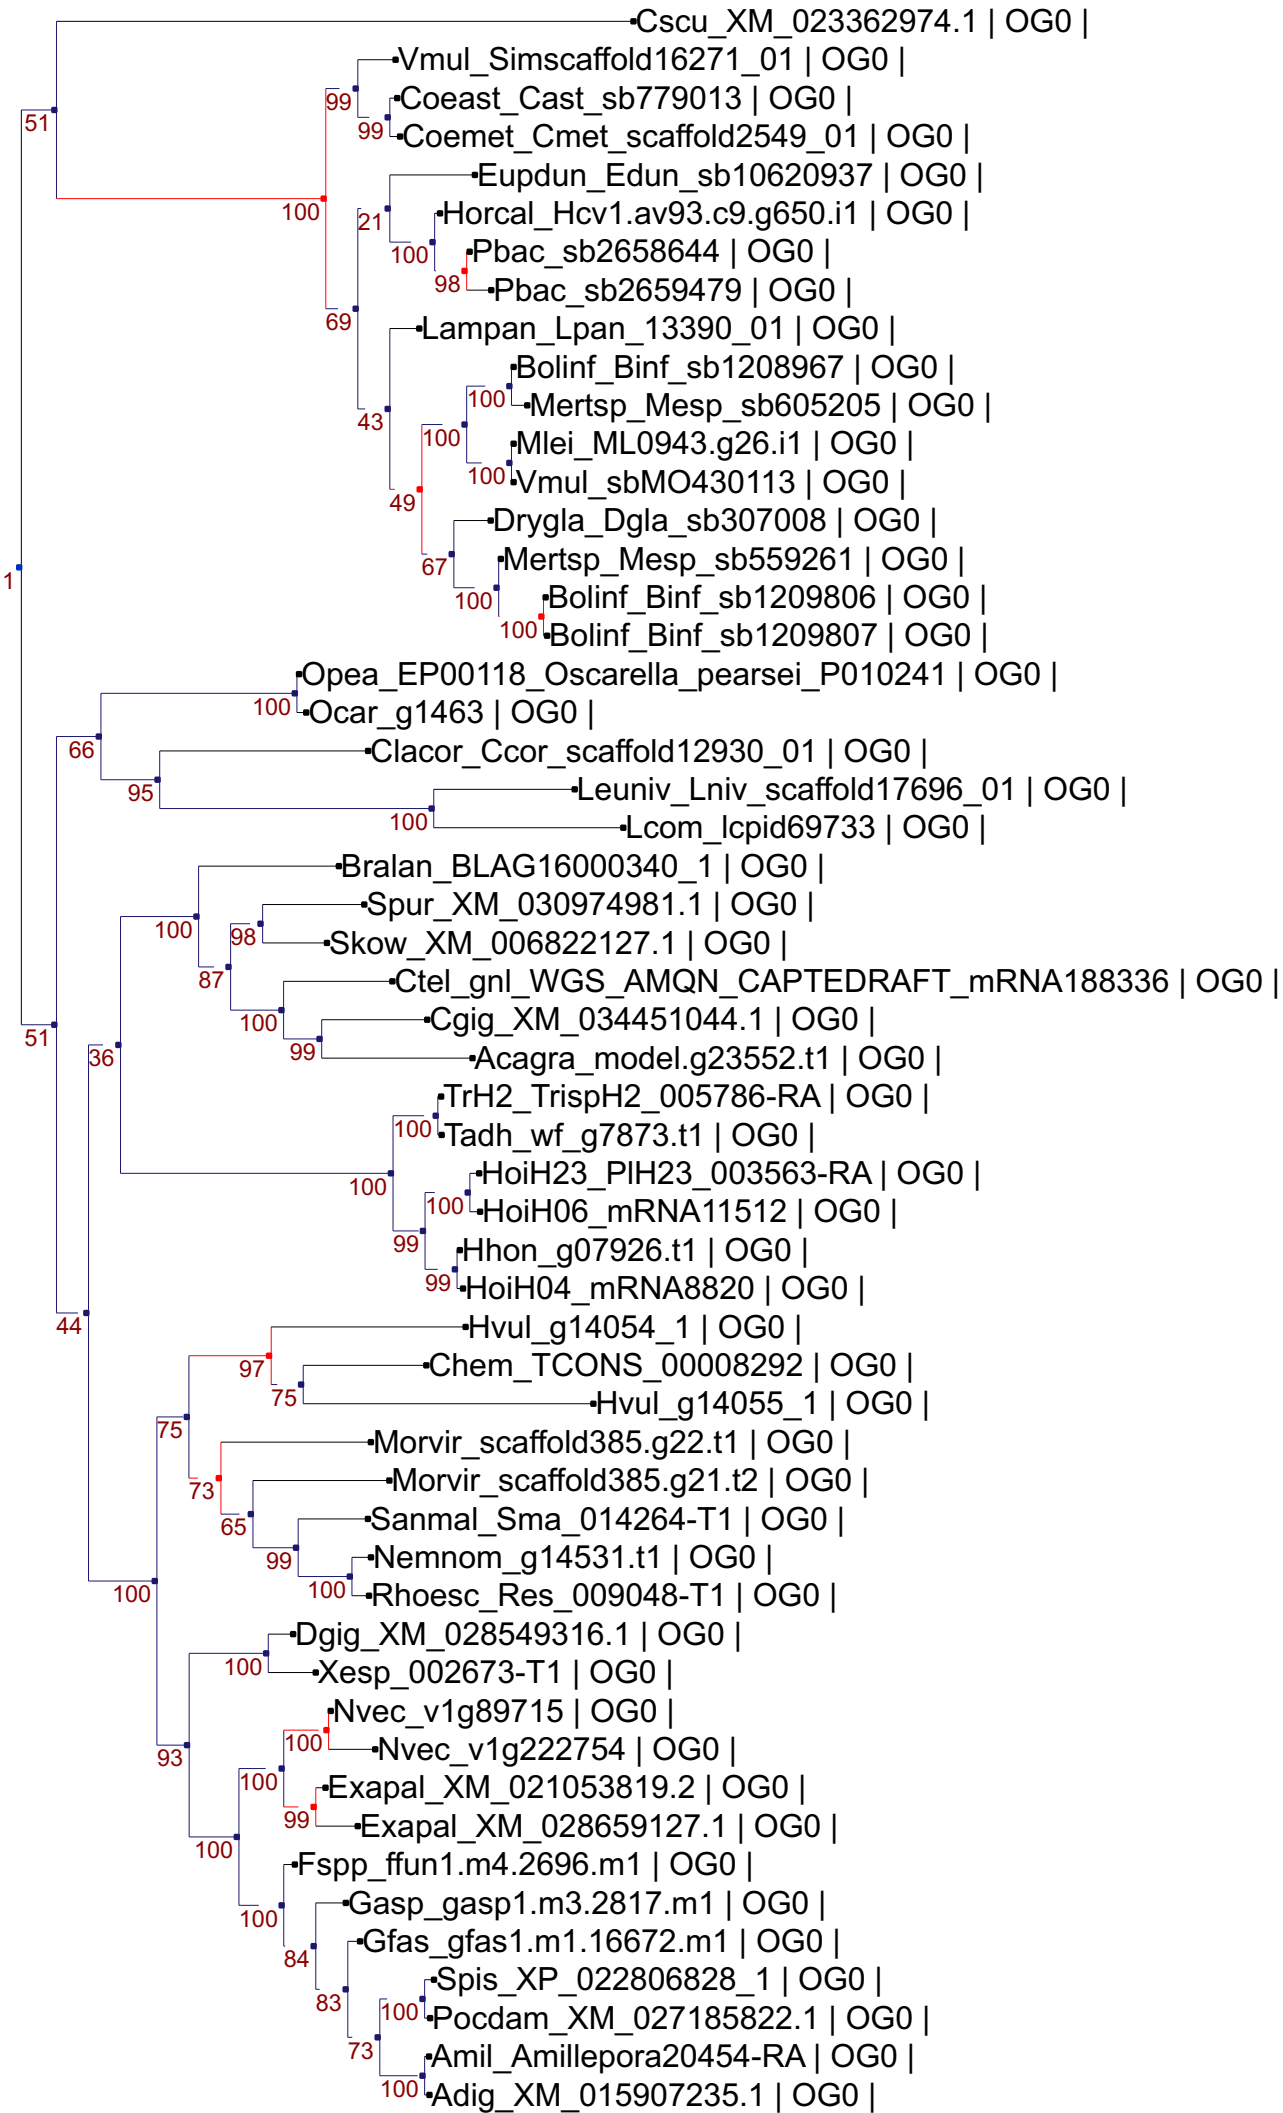 Cscu_XM_023362974.1 | OG0 |
Vmul_Simscaffold16271_01 | OG0 |
99
Coeast_Cast_sb779013 | OG0 |
51
99
Coemet_Cmet_scaffold2549_01 | OG0 |
Eupdun_Edun_sb10620937 | OG0 |
100
21
Horcal_Hcv1.av93.c9.g650.i1 | OG0 |
100
Pbac_sb2658644 | OG0 |
98
Pbac_sb2659479 | OG0 |
69
Lampan_Lpan_13390_01 | OG0 |
Bolinf_Binf_sb1208967 | OG0 |
100
Mertsp_Mesp_sb605205 | OG0 |
43
100
Mlei_ML0943.g26.i1 | OG0 |
100
Vmul_sbMO430113 | OG0 |
49
Drygla_Dgla_sb307008 | OG0 |
67
Mertsp_Mesp_sb559261 | OG0 |
1
100
Bolinf_Binf_sb1209806 | OG0 |
100
Bolinf_Binf_sb1209807 | OG0 |
Opea_EP00118_Oscarella_pearsei_P010241 | OG0 |
100
Ocar_g1463 | OG0 |
66
Clacor_Ccor_scaffold12930_01 | OG0 |
95
Leuniv_Lniv_scaffold17696_01 | OG0 |
100
Lcom_lcpid69733 | OG0 |
Bralan_BLAG16000340_1 | OG0 |
Spur_XM_030974981.1 | OG0 |
100
98
Skow_XM_006822127.1 | OG0 |
87
Ctel_gnl_WGS_AMQN_CAPTEDRAFT_mRNA188336 | OG0 |
100
Cgig_XM_034451044.1 | OG0 |
51
99
36
Acagra_model.g23552.t1 | OG0 |
TrH2_TrispH2_005786-RA | OG0 |
100
Tadh_wf_g7873.t1 | OG0 |
HoiH23_PlH23_003563-RA | OG0 |
100
100
HoiH06_mRNA11512 | OG0 |
99
Hhon_g07926.t1 | OG0 |
99
HoiH04_mRNA8820 | OG0 |
44
Hvul_g14054_1 | OG0 |
97
Chem_TCONS_00008292 | OG0 |
75
Hvul_g14055_1 | OG0 |
75
Morvir_scaffold385.g22.t1 | OG0 |
Morvir_scaffold385.g21.t2 | OG0 |
73
Sanmal_Sma_014264-T1 | OG0 |
65
Nemnom_g14531.t1 | OG0 |
99
100
100
Rhoesc_Res_009048-T1 | OG0 |
Dgig_XM_028549316.1 | OG0 |
100
Xesp_002673-T1 | OG0 |
Nvec_v1g89715 | OG0 |
100
Nvec_v1g222754 | OG0 |
93
100
Exapal_XM_021053819.2 | OG0 |
99
Exapal_XM_028659127.1 | OG0 |
100
Fspp_ffun1.m4.2696.m1 | OG0 |
Gasp_gasp1.m3.2817.m1 | OG0 |
100
Gfas_gfas1.m1.16672.m1 | OG0 |
84
Spis_XP_022806828_1 | OG0 |
83
100
Pocdam_XM_027185822.1 | OG0 |
73
Amil_Amillepora20454-RA | OG0 |
100
Adig_XM_015907235.1 | OG0 |